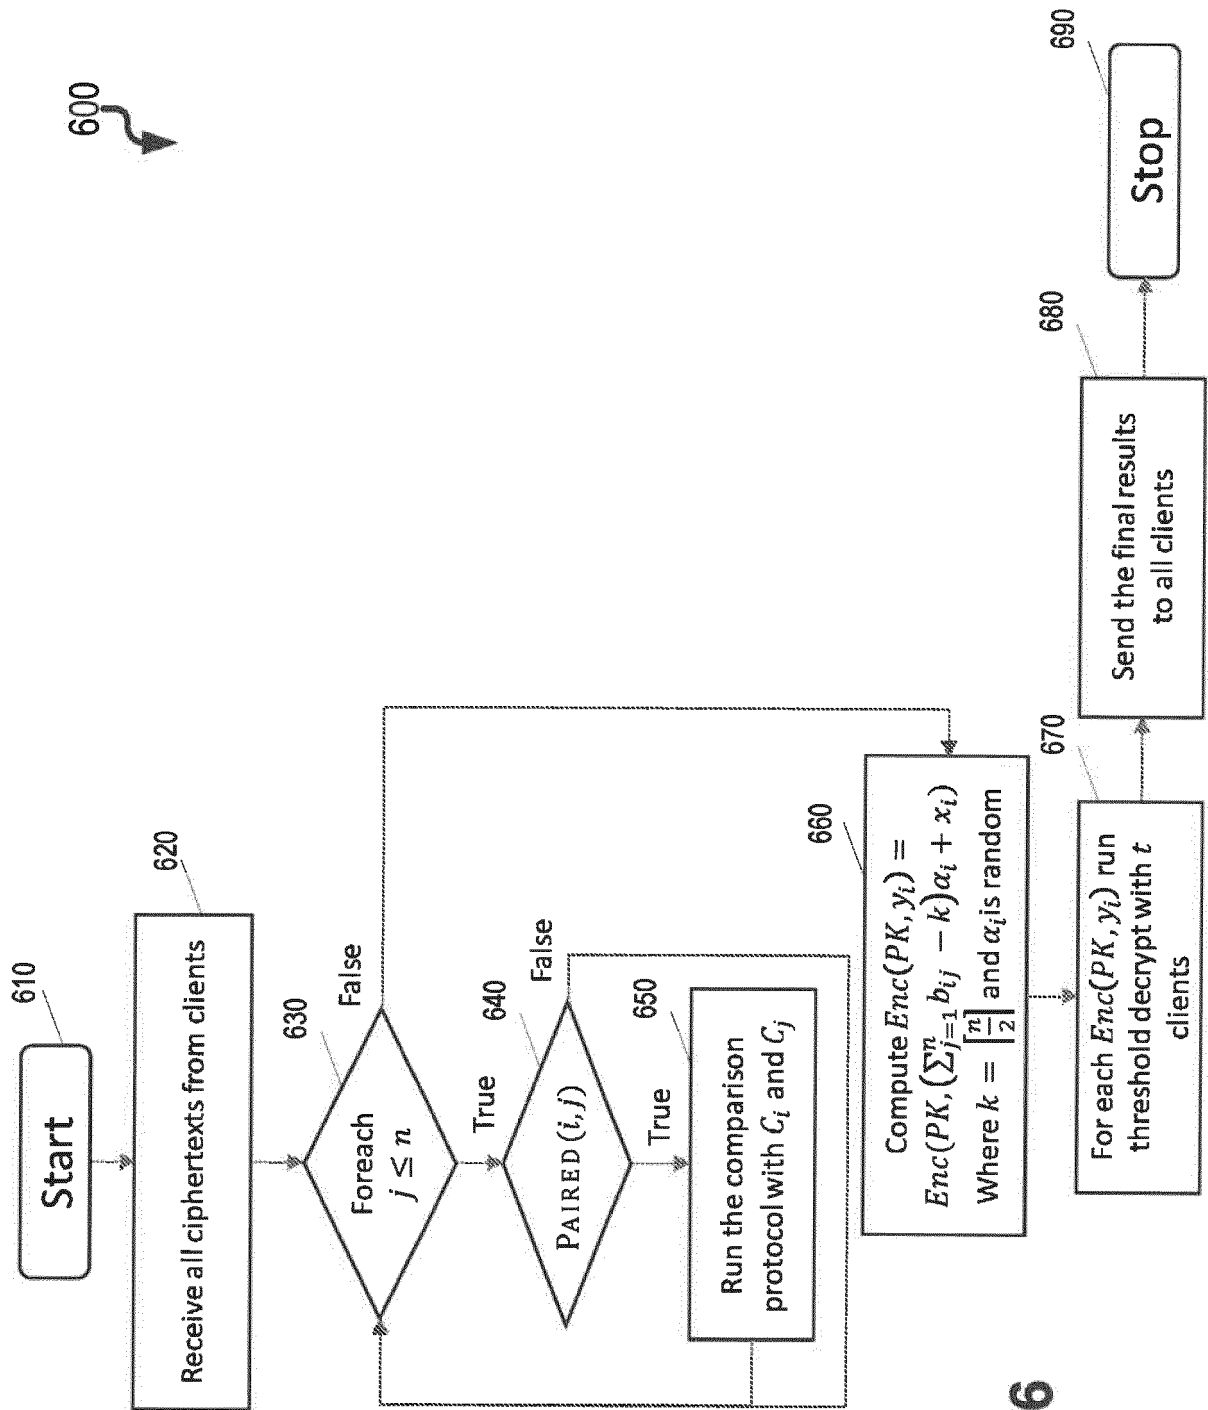 600
610
Start
620
Receive all ciphertexts from clients
630
Foreach
j ≤ n
False
True
640
PAIRED(i, j)
False
True
650
Run the comparison
protocol with C_i and C_j
660
Compute Enc(PK, y_i) =
Enc(PK, (∑_{j=1}^{n} b_{ij} − k)α_i + x_i)
Where k = ⌈n/2⌉ and α_i is random
670
For each Enc(PK, y_i) run
threshold decrypt with t
clients
680
Send the final results
to all clients
690
Stop
6